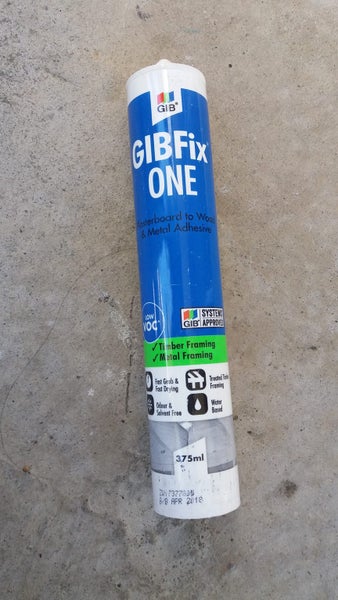 GIB®
GIBFix®
ONE
Plasterboard to Wood
& Metal Adhesive
LOW
VOC
GIB®
SYSTEMS
APPROVED
✓ Timber Framing
✓ Metal Framing
Fast Grab &
Fast Drying
Treated Timber
Framing
Odour &
Solvent Free
Water
Based
375ml
APR 2018